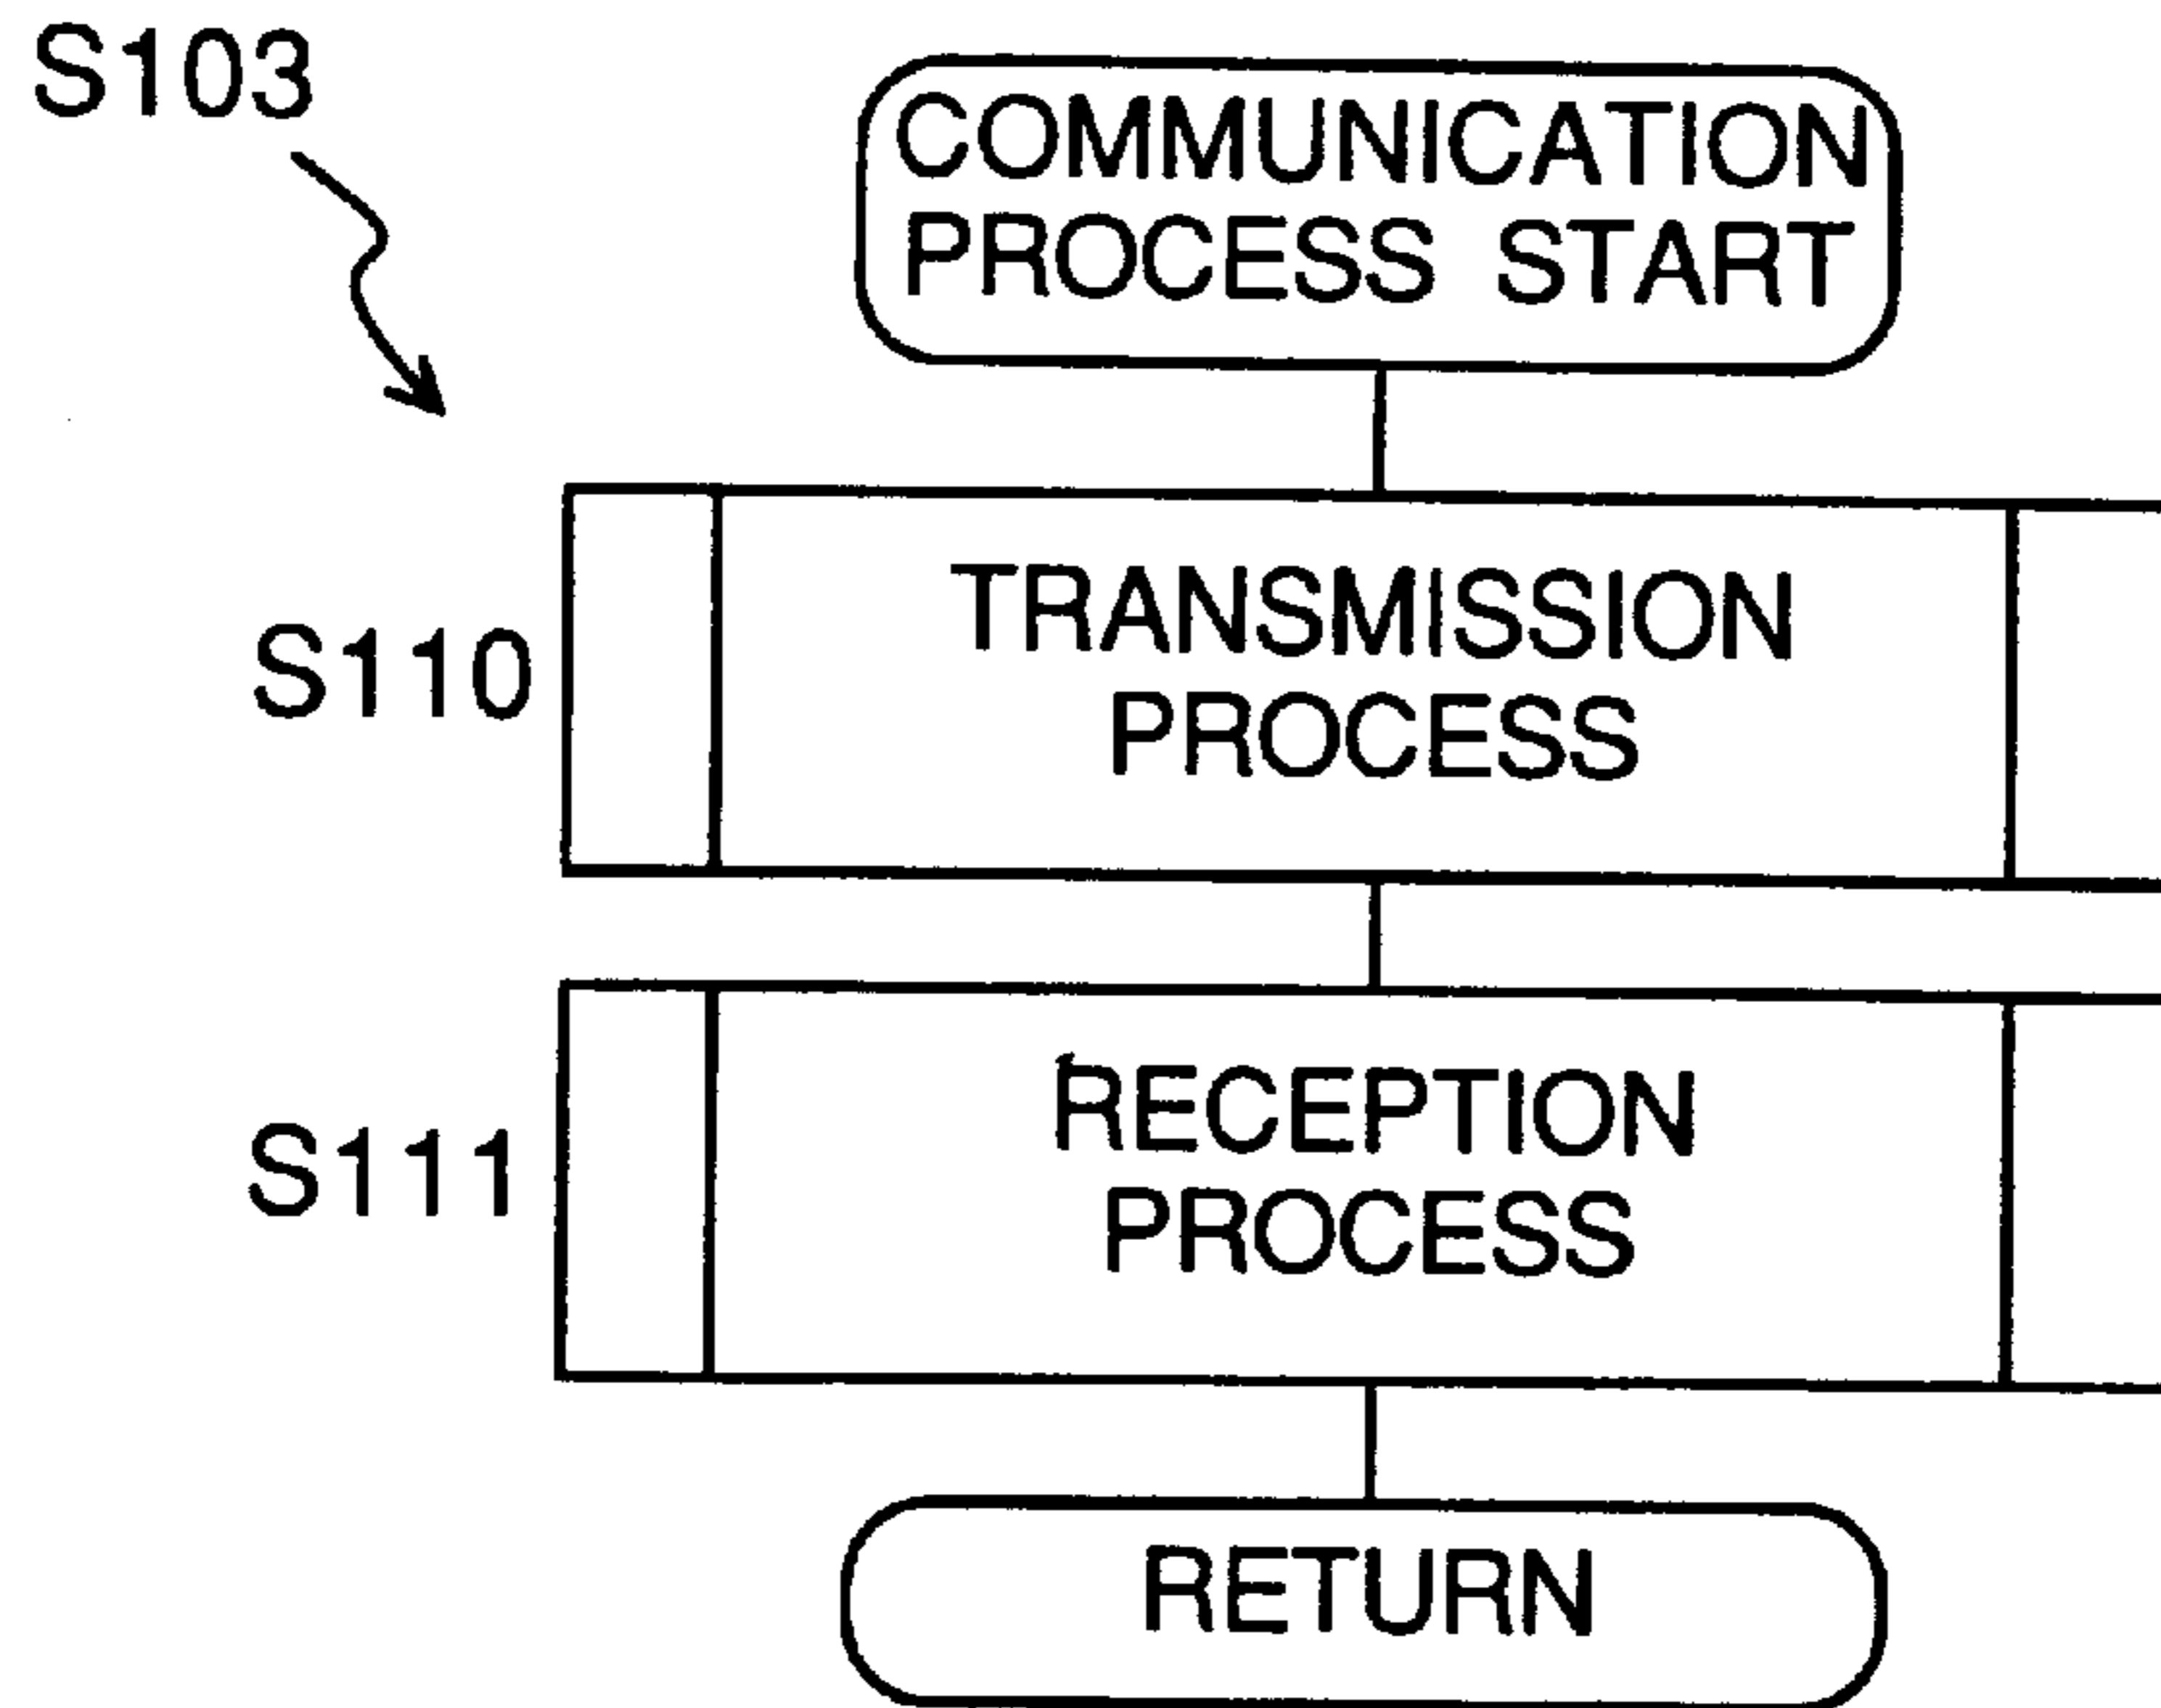 S103
COMMUNICATION
PROCESS START
S110
TRANSMISSION
PROCESS
S111
RECEPTION
PROCESS
RETURN